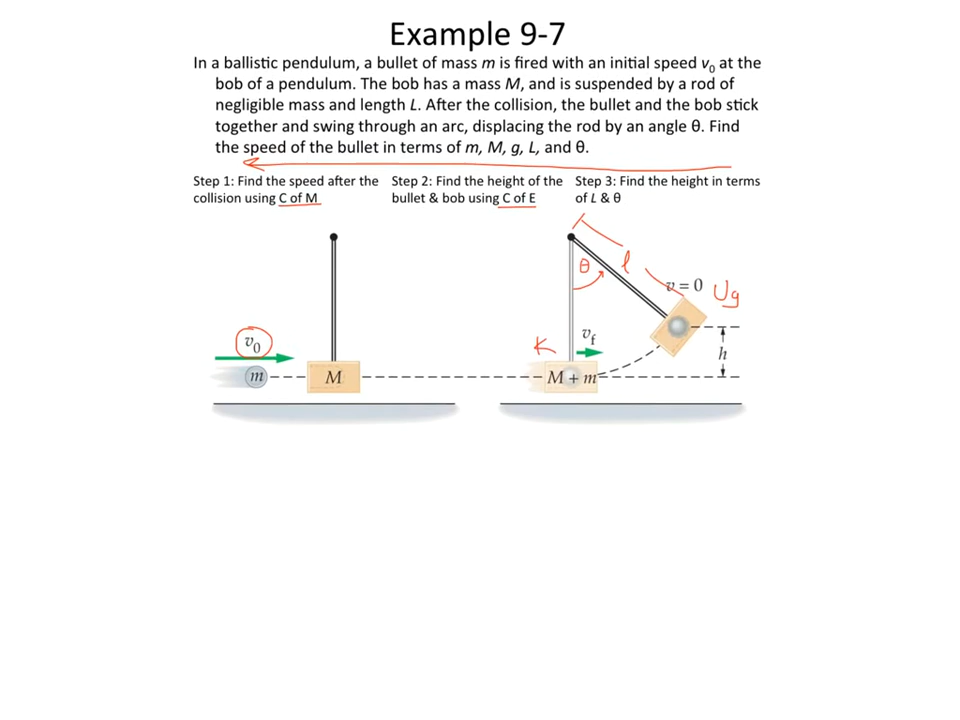 Example 9-7
In a ballistic pendulum, a bullet of mass m is fired with an initial speed v0 at the
bob of a pendulum. The bob has a mass M, and is suspended by a rod of
negligible mass and length L. After the collision, the bullet and the bob stick
together and swing through an arc, displacing the rod by an angle θ. Find
the speed of the bullet in terms of m, M, g, L, and θ.
Step 1: Find the speed after the
collision using C of M
Step 2: Find the height of the
bullet & bob using C of E
Step 3: Find the height in terms
of L & θ
θ
l
v = 0
Ug
v0
K
vf
h
m
M
M + m